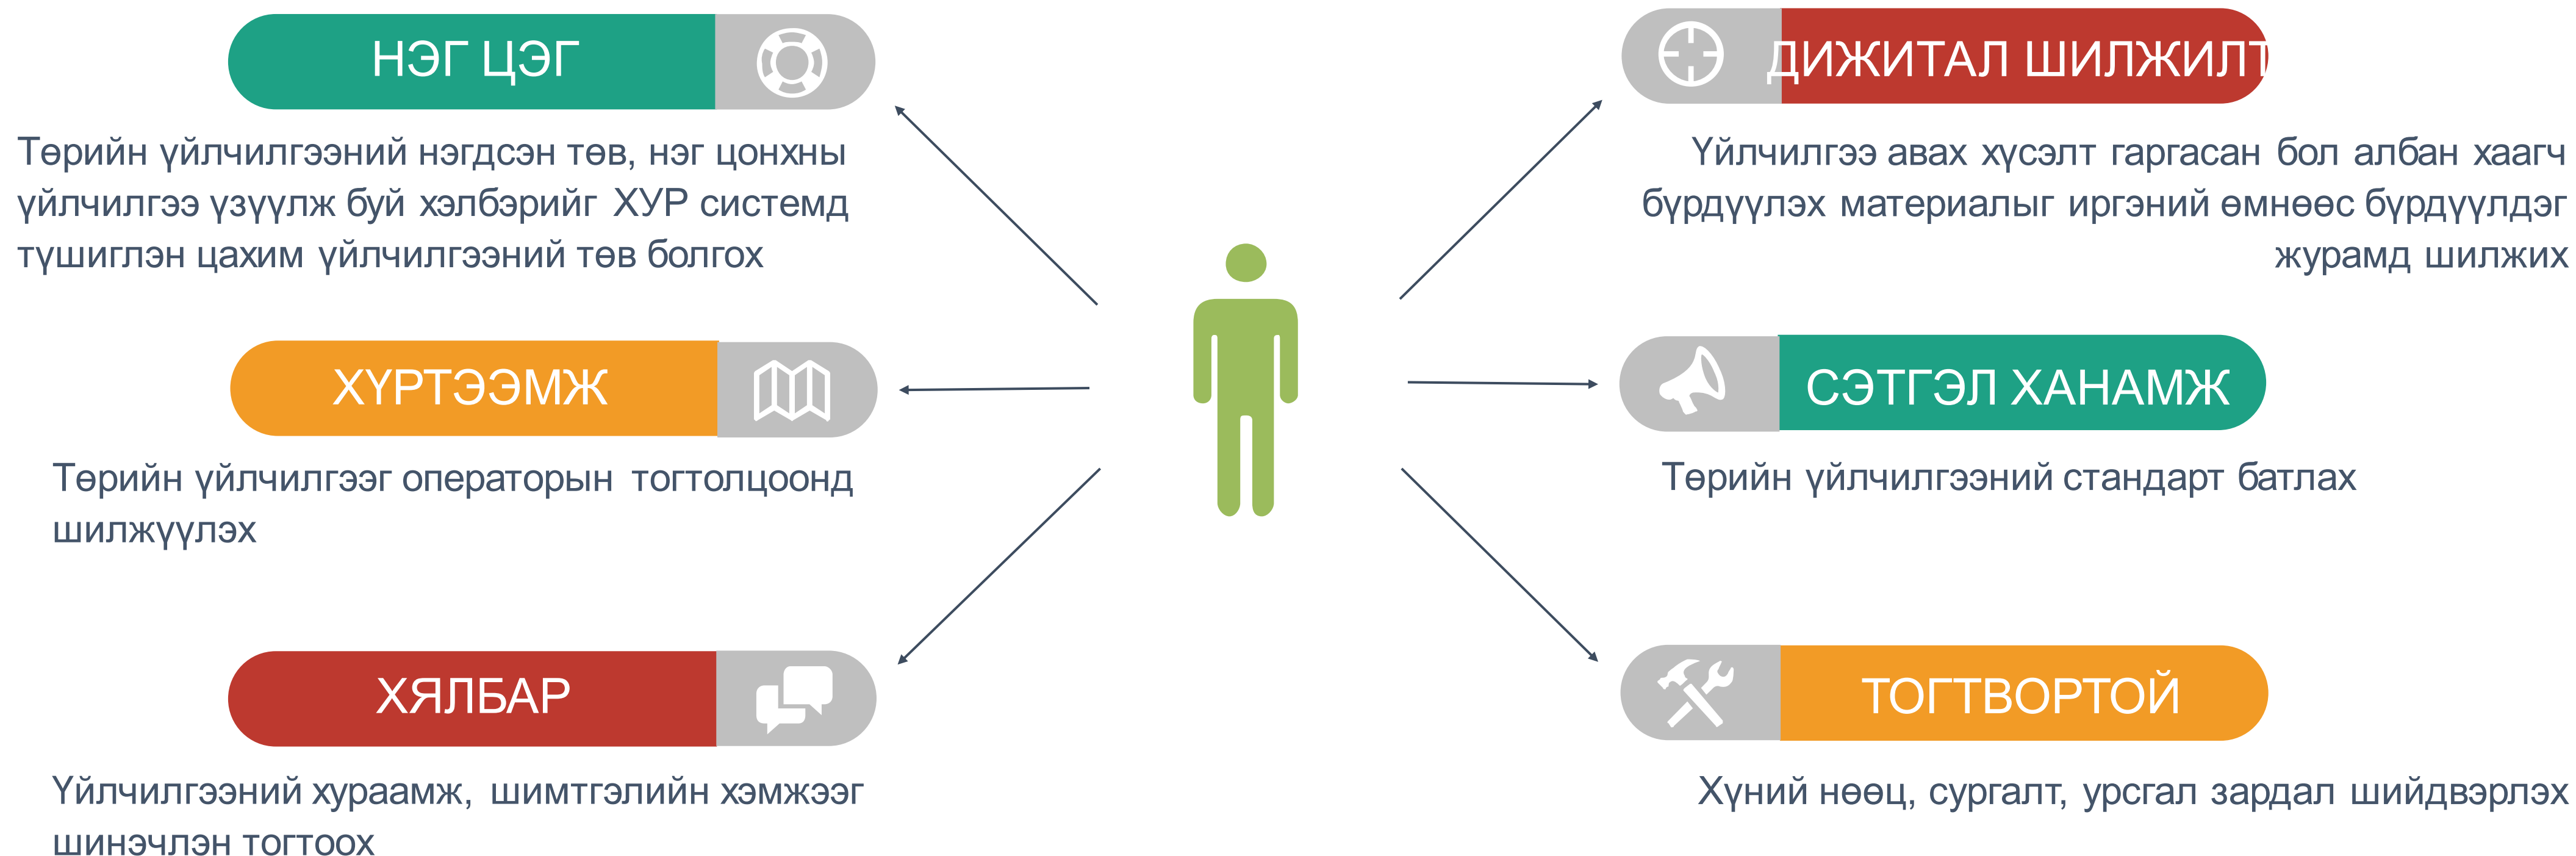 НЭГ ЦЭГ
Төрийн үйлчилгээний нэгдсэн төв, нэг цонхны
үйлчилгээ үзүүлж буй хэлбэрийг ХУР системд
түшиглэн цахим үйлчилгээний төв болгох
ХҮРТЭЭМЖ
Төрийн үйлчилгээг операторын тогтолцоонд
шилжүүлэх
ХЯЛБАР
Үйлчилгээний хураамж, шимтгэлийн хэмжээг
шинэчлэн тогтоох
ДИЖИТАЛ ШИЛЖИЛТ
Үйлчилгээ авах хүсэлт гаргасан бол албан хаагч
бүрдүүлэх материалыг иргэний өмнөөс бүрдүүлдэг
журамд шилжих
СЭТГЭЛ ХАНАМЖ
Төрийн үйлчилгээний стандарт батлах
ТОГТВОРТОЙ
Хүний нөөц, сургалт, урсгал зардал шийдвэрлэх